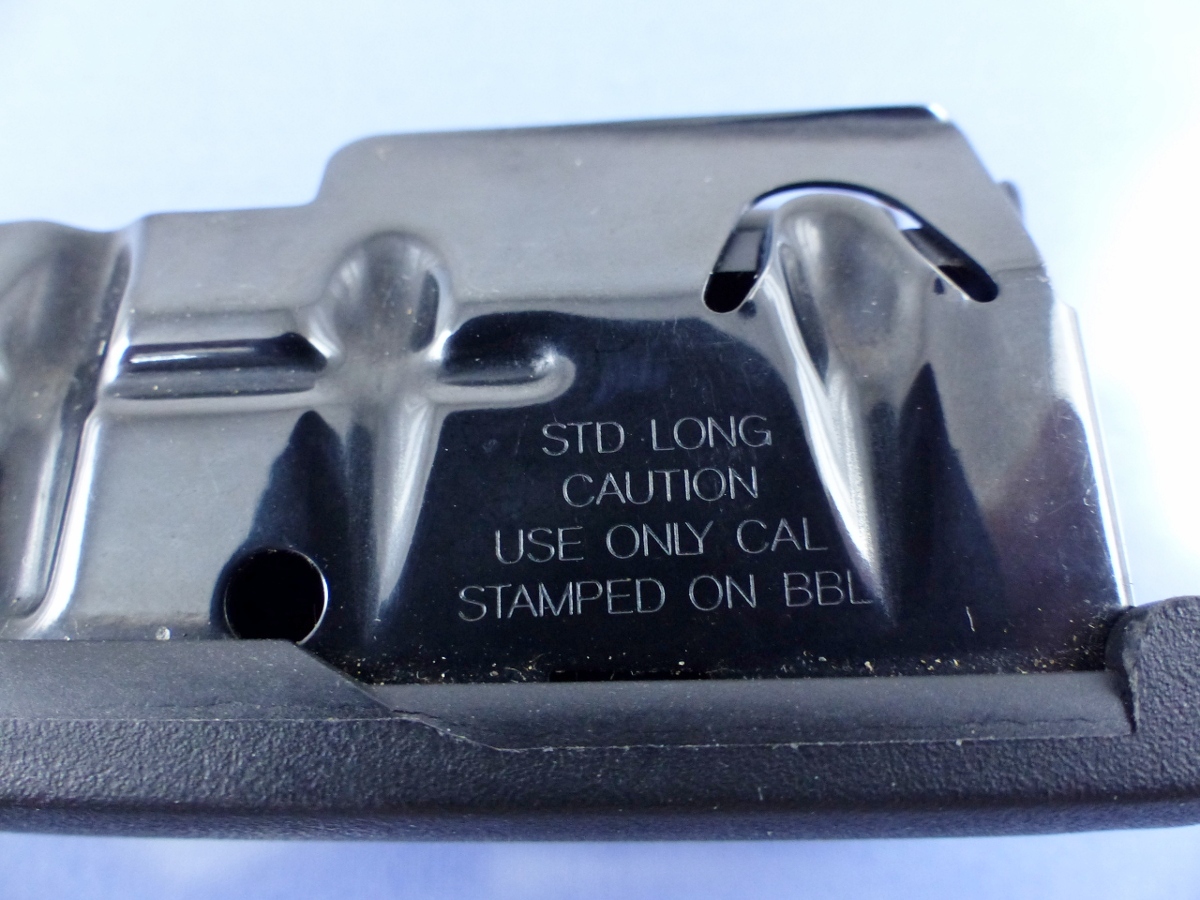 STD LONG
CAUTION
USE ONLY CAL
STAMPED ON BBL